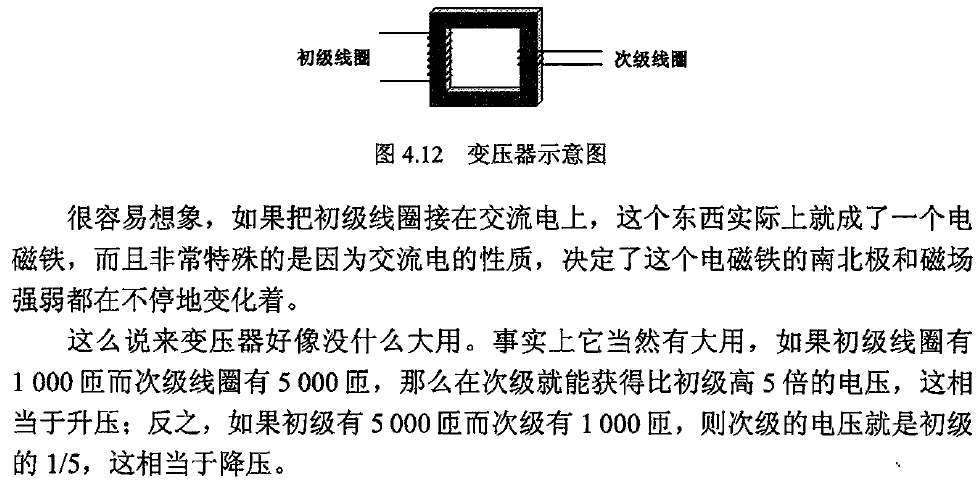 初级线圈
次级线圈
图 4.12 变压器示意图
很容易想象，如果把初级线圈接在交流电上，这个东西实际上就成了一个电
磁铁，而且非常特殊的是因为交流电的性质，决定了这个电磁铁的南北极和磁场
强弱都在不停地变化着。
这么说来变压器好像没什么大用。事实上它当然有大用，如果初级线圈有
1 000 匝而次级线圈有 5 000 匝，那么在次级就能获得比初级高 5 倍的电压，这相
当于升压；反之，如果初级有 5 000 匝而次级有 1 000 匝，则次级的电压就是初级
的 1/5，这相当于降压。